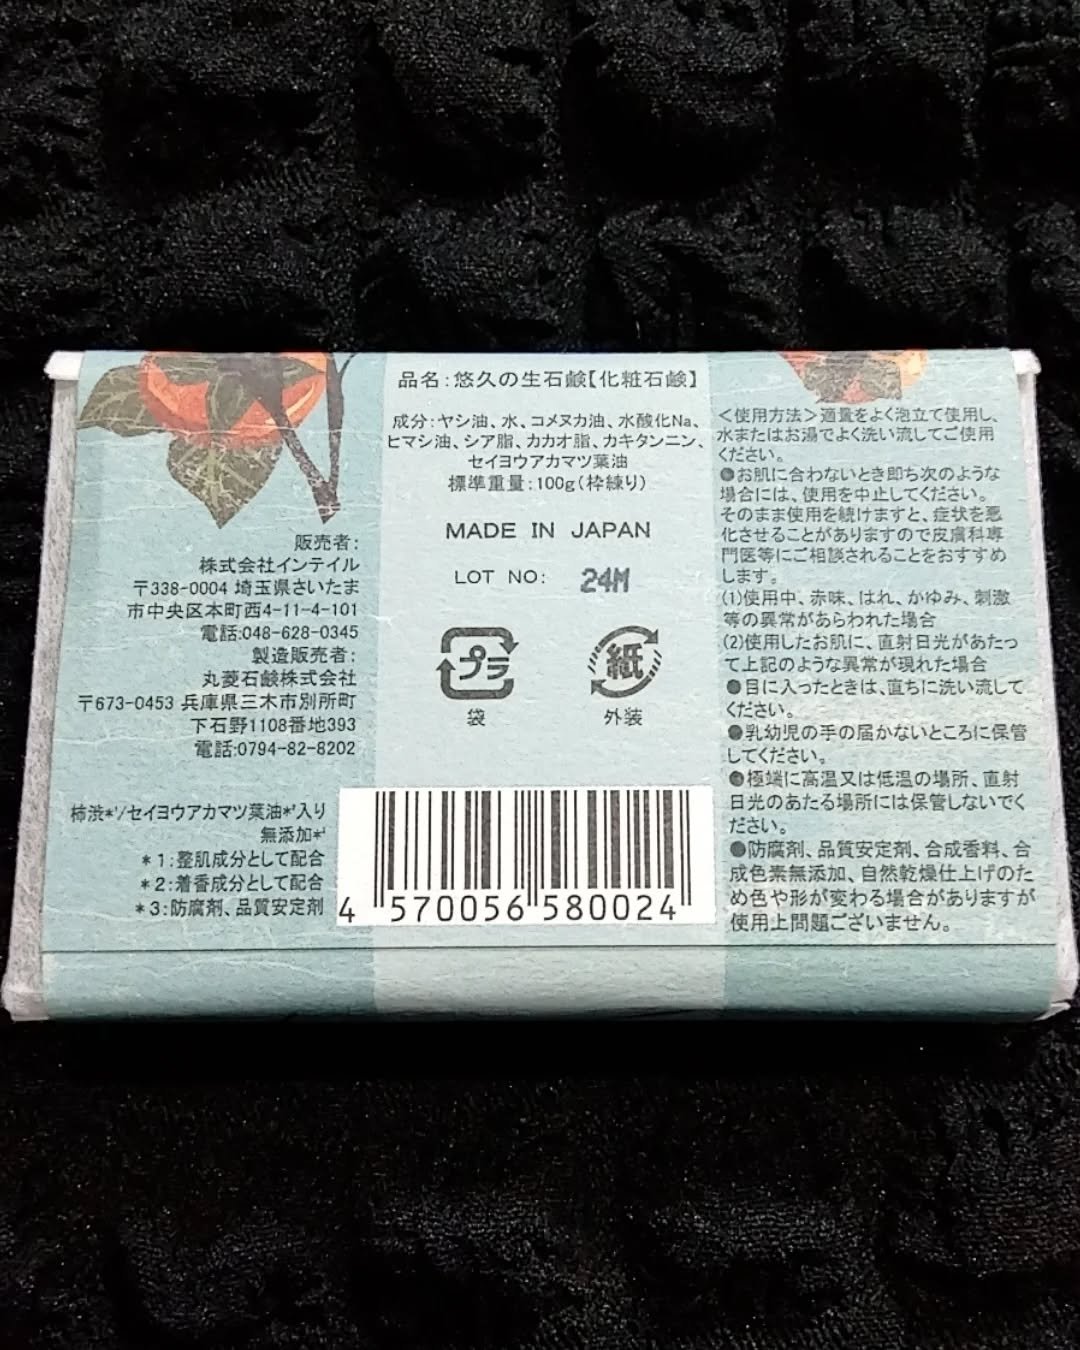 品名:悠久の生石鹸【化粧石鹸】
成分:ヤシ油、水、コメヌカ油、水酸化Na、
ヒマシ油、シア脂、カカオ脂、カキタンニン、
セイヨウアカマツ葉油
標準重量:100g(枠練り)
MADE IN JAPAN
LOT NO: 24M
プラ
袋
紙
外装
販売者:
株式会社インテイル
〒338-0004 埼玉県さいたま
市中央区本町西4-11-4-101
電話:048-628-0345
製造販売者:
丸菱石鹸株式会社
〒673-0453 兵庫県三木市別所町
下石野1108番地393
電話:0794-82-8202
柿渋*¹/セイヨウアカマツ葉油*²入り
無添加*³
*1:整肌成分として配合
*2:着香成分として配合
*3:防腐剤、品質安定剤
4 570056 580024
<使用方法>適量をよく泡立て使用し、
水またはお湯でよく洗い流してご使用
ください。
●お肌に合わないとき即ち次のような
場合には、使用を中止してください。
そのまま使用を続けますと、症状を悪
化させることがありますので皮膚科専
門医等にご相談されることをおすすめ
します。
(1)使用中、赤味、はれ、かゆみ、刺激
等の異常があらわれた場合
(2)使用したお肌に、直射日光があたっ
て上記のような異常が現れた場合
●目に入ったときは、直ちに洗い流して
ください。
●乳幼児の手の届かないところに保管
してください。
●極端に高温又は低温の場所、直射
日光のあたる場所には保管しないでく
ださい。
●防腐剤、品質安定剤、合成香料、合
成色素無添加、自然乾燥仕上げのた
め色や形が変わる場合がありますが
使用上問題ございません。